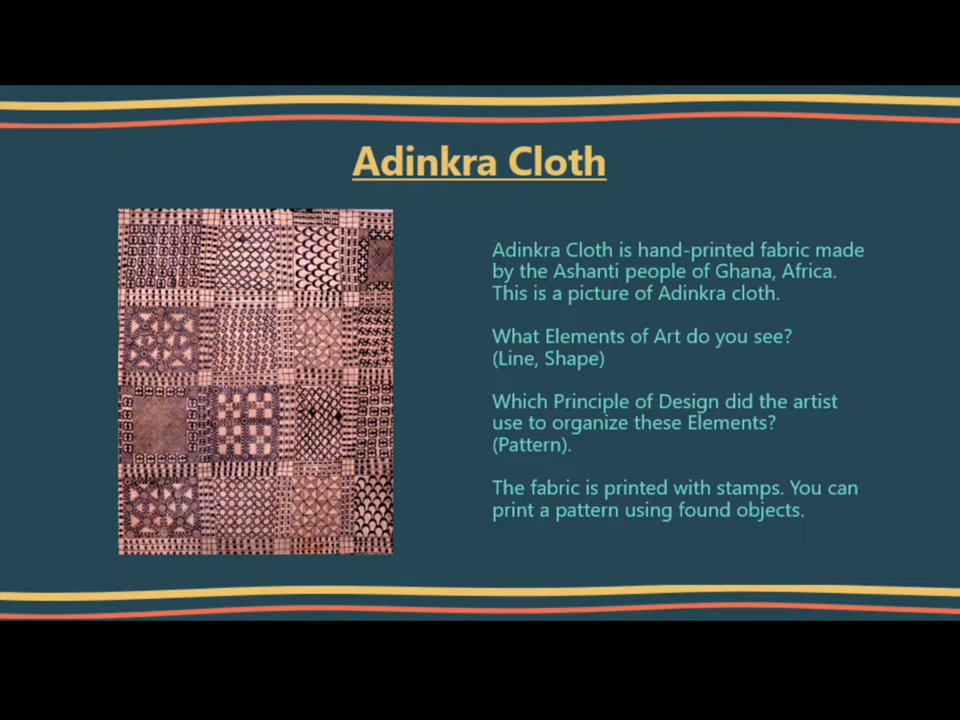 Adinkra Cloth
Adinkra Cloth is hand-printed fabric made
by the Ashanti people of Ghana, Africa.
This is a picture of Adinkra cloth.
What Elements of Art do you see?
(Line, Shape)
Which Principle of Design did the artist
use to organize these Elements?
(Pattern).
The fabric is printed with stamps. You can
print a pattern using found objects.